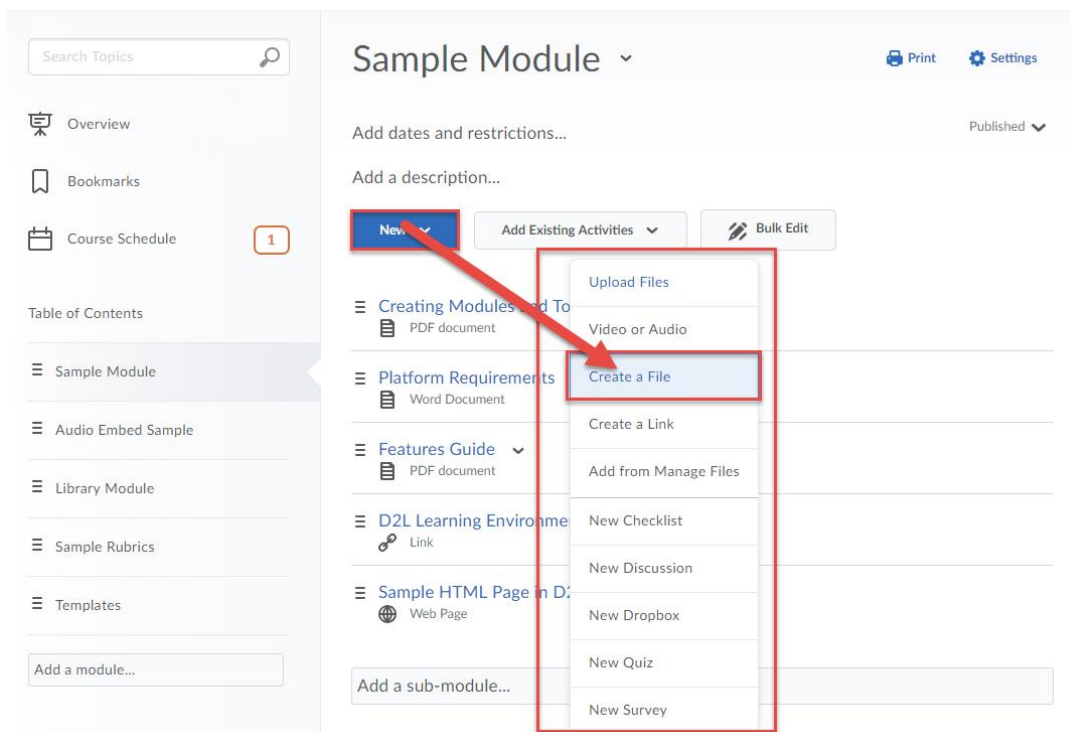 Search Topics
Overview
Bookmarks
Course Schedule
1
Table of Contents
Sample Module
Audio Embed Sample
Library Module
Sample Rubrics
Templates
Add a module...
Sample Module
Print
Settings
Add dates and restrictions...
Published
Add a description...
New
Add Existing Activities
Bulk Edit
Creating Modules and To
PDF document
Platform Requirements
Word Document
Features Guide
PDF document
D2L Learning Environme
Link
Sample HTML Page in D2
Web Page
Add a sub-module...
Upload Files
Video or Audio
Create a File
Create a Link
Add from Manage Files
New Checklist
New Discussion
New Dropbox
New Quiz
New Survey